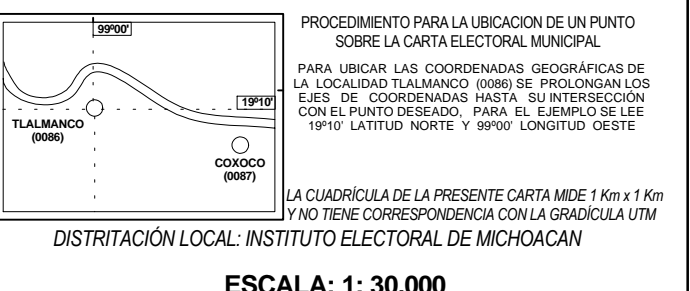 99º00'
19º10'
TLALMANCO
(0086)
COXOCO
(0087)
PROCEDIMIENTO PARA LA UBICACION DE UN PUNTO
SOBRE LA CARTA ELECTORAL MUNICIPAL
PARA UBICAR LAS COORDENADAS GEOGRÁFICAS DE
LA LOCALIDAD TLALMANCO (0086) SE PROLONGAN LOS
EJES DE COORDENADAS HASTA SU INTERSECCIÓN
CON EL PUNTO DESEADO, PARA EL EJEMPLO SE LEE
19º10' LATITUD NORTE Y 99º00' LONGITUD OESTE
LA CUADRÍCULA DE LA PRESENTE CARTA MIDE 1 Km x 1 Km
Y NO TIENE CORRESPONDENCIA CON LA GRADÍCULA UTM
DISTRITACIÓN LOCAL: INSTITUTO ELECTORAL DE MICHOACAN
ESCALA: 1: 30,000